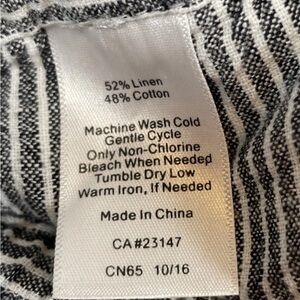 52% Linen
48% Cotton
Machine Wash Cold
Gentle Cycle
Only Non-Chlorine
Bleach When Needed
Tumble Dry Low
Warm Iron, If Needed
Made In China
CA#23147
CN65 10/16